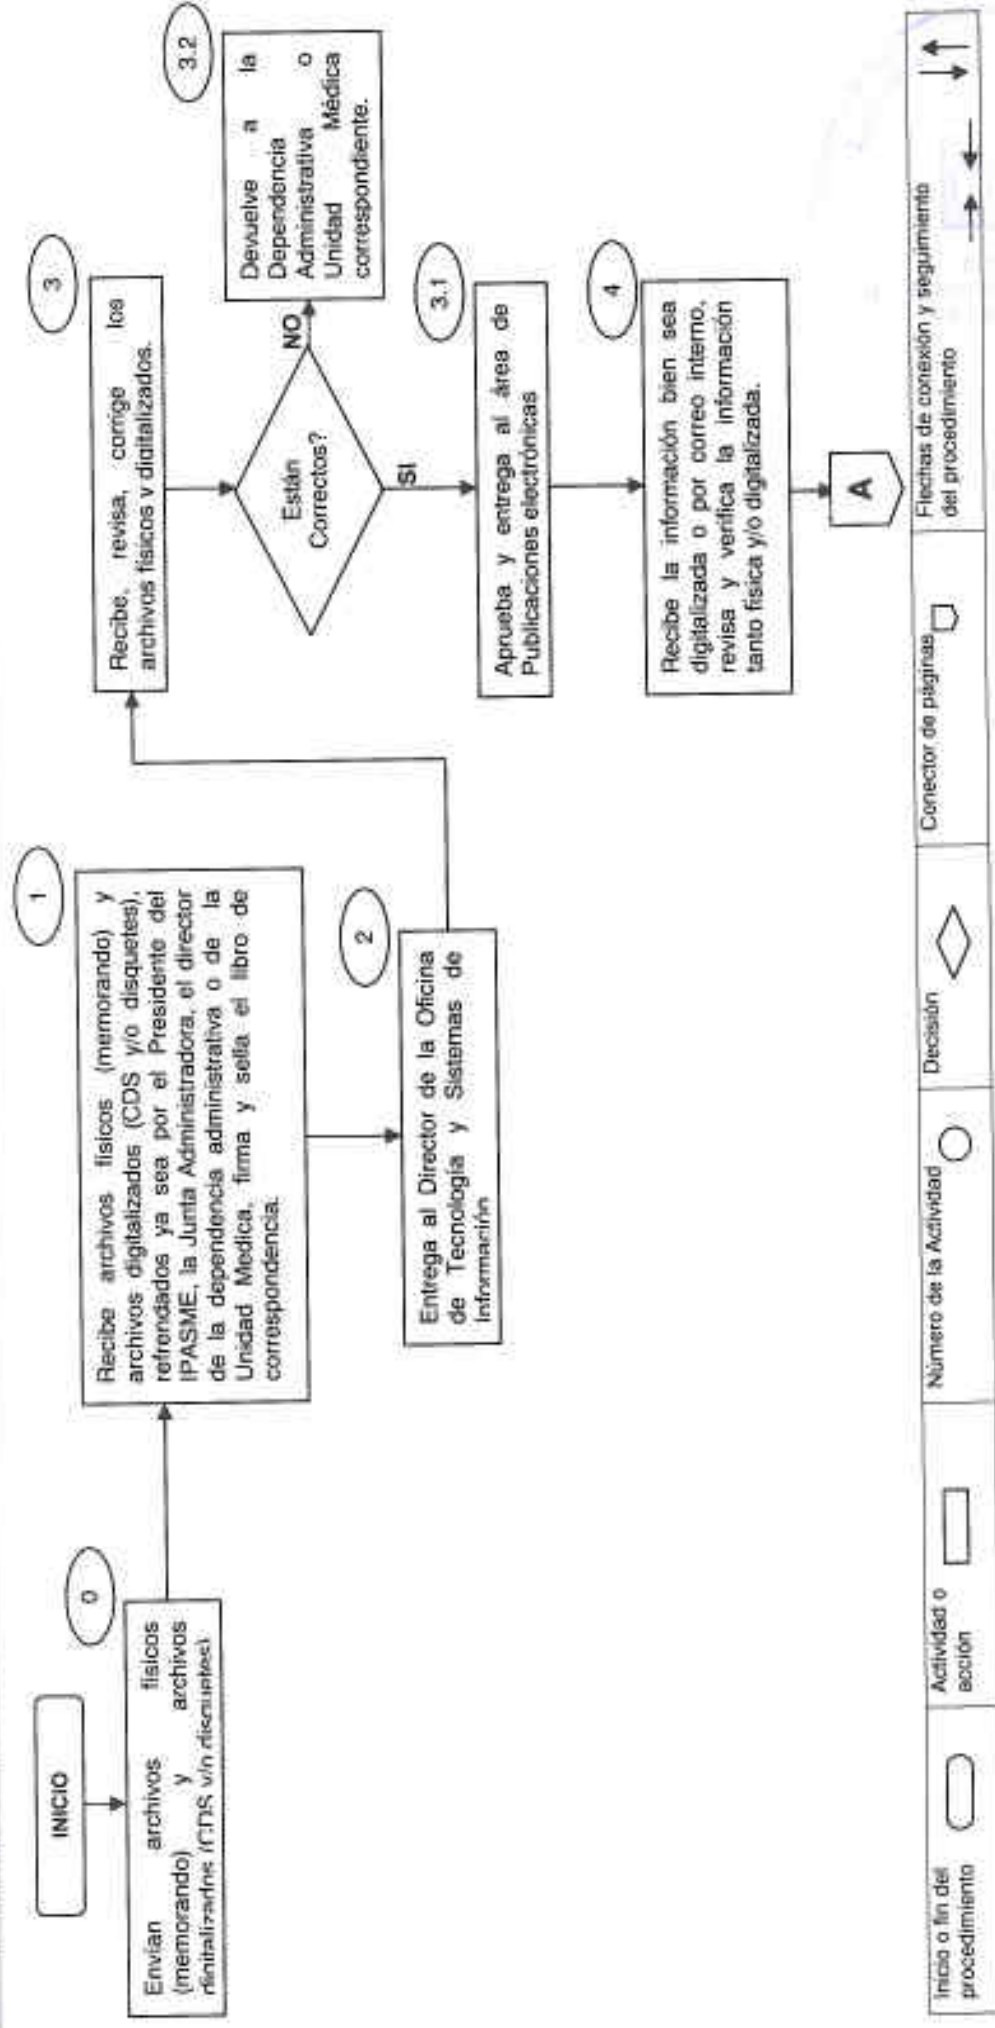 INICIO
0
Envían archivos físicos
(memorando) y archivos
digitalizados (CDS y/o disquetes)
1
Recibe archivos físicos (memorando) y
archivos digitalizados (CDS y/o disquetes),
refrendados ya sea por el Presidente del
IPASME, la Junta Administradora, el director
de la dependencia administrativa o de la
Unidad Medica, firma y sella el libro de
correspondencia.
2
Entrega al Director de la Oficina
de Tecnología y Sistemas de
Información
3
Recibe, revisa, corrige los
archivos físicos y digitalizados.
Están
Correctos?
NO
3.2
Devuelve a la
Dependencia
Administrativa o
Unidad Médica
correspondiente.
SI
3.1
Aprueba y entrega al área de
Publicaciones electrónicas
4
Recibe la información bien sea
digitalizada o por correo interno,
revisa y verifica la información
tanto física y/o digitalizada.
A
Inicio o fin del
procedimiento
Actividad o
acción
Número de la Actividad
Decisión
Conector de páginas
Flechas de conexión y seguimiento
del procedimiento